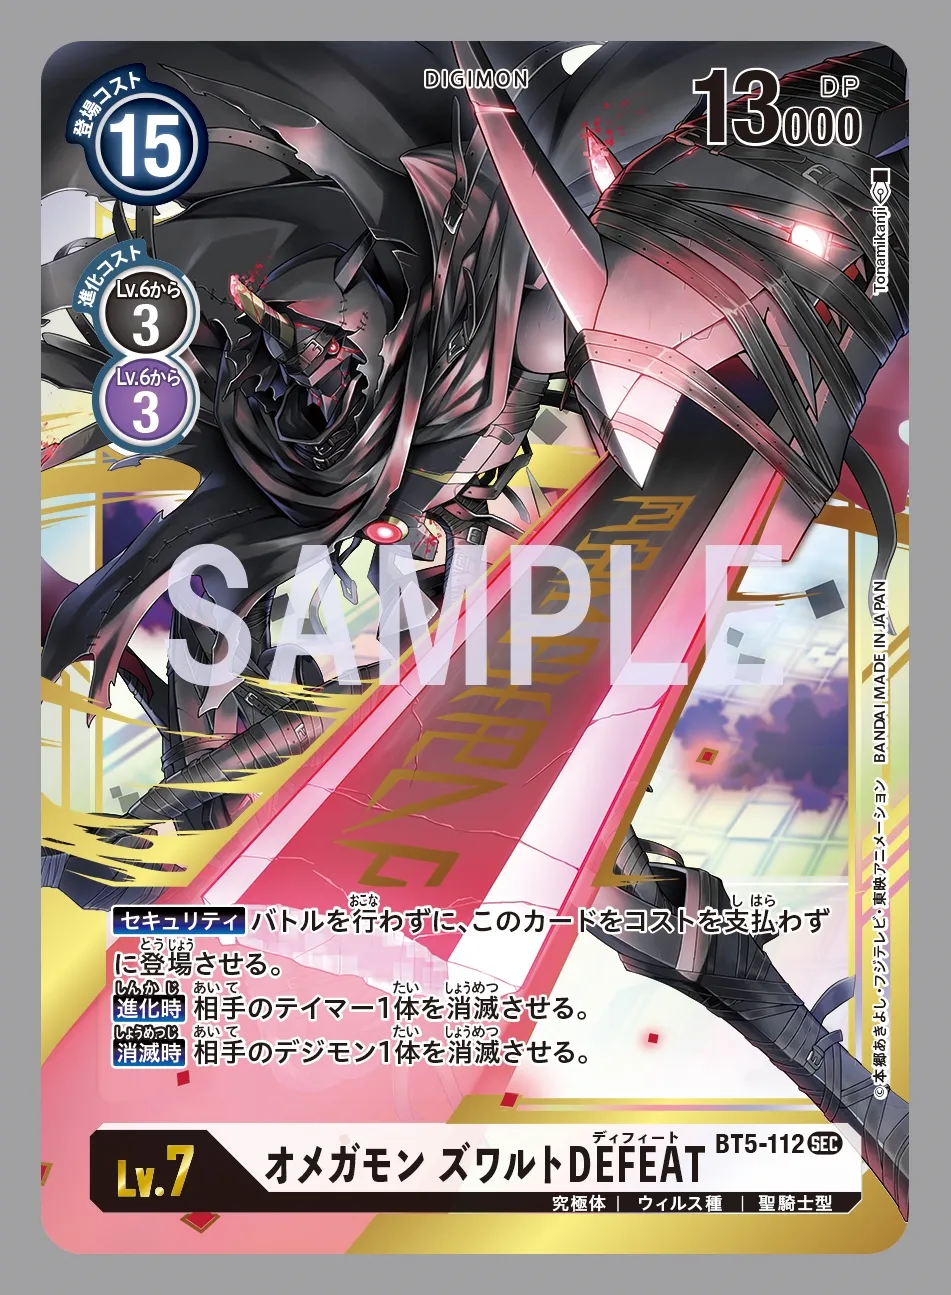 登場コスト
15
DIGIMON
13000
DP
進化コスト
Lv.6から
3
Lv.6から
3
Tonamikanji
SAMPLE
©本郷あきよし・フジテレビ・東映アニメーション BANDAI MADE IN JAPAN
セキュリティ バトルを行わずに、このカードをコストを支払わず
に登場させる。
進化時 相手のテイマー1体を消滅させる。
消滅時 相手のデジモン1体を消滅させる。
BT5-112 SEC
Lv.7
オメガモン ズワルトDEFEAT
究極体 | ウィルス種 | 聖騎士型